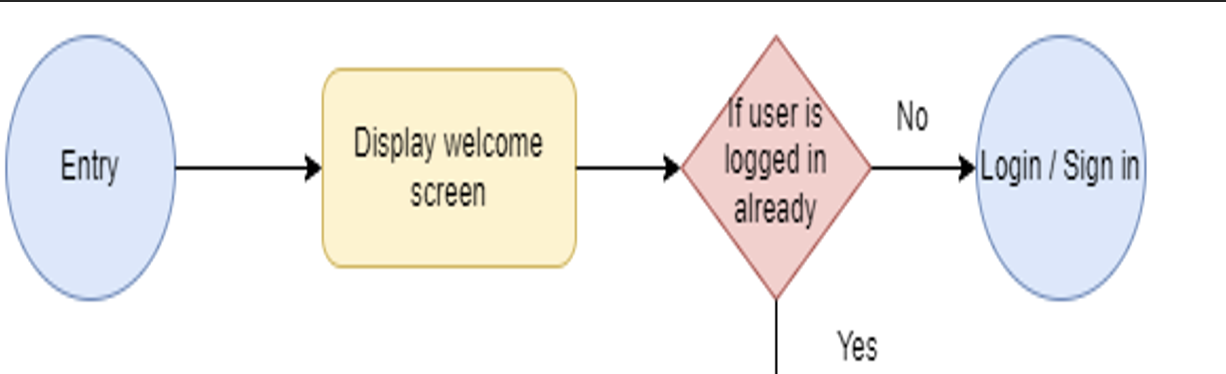 Entry
Display welcome
screen
If user is
logged in
already
No
Login / Sign in
Yes